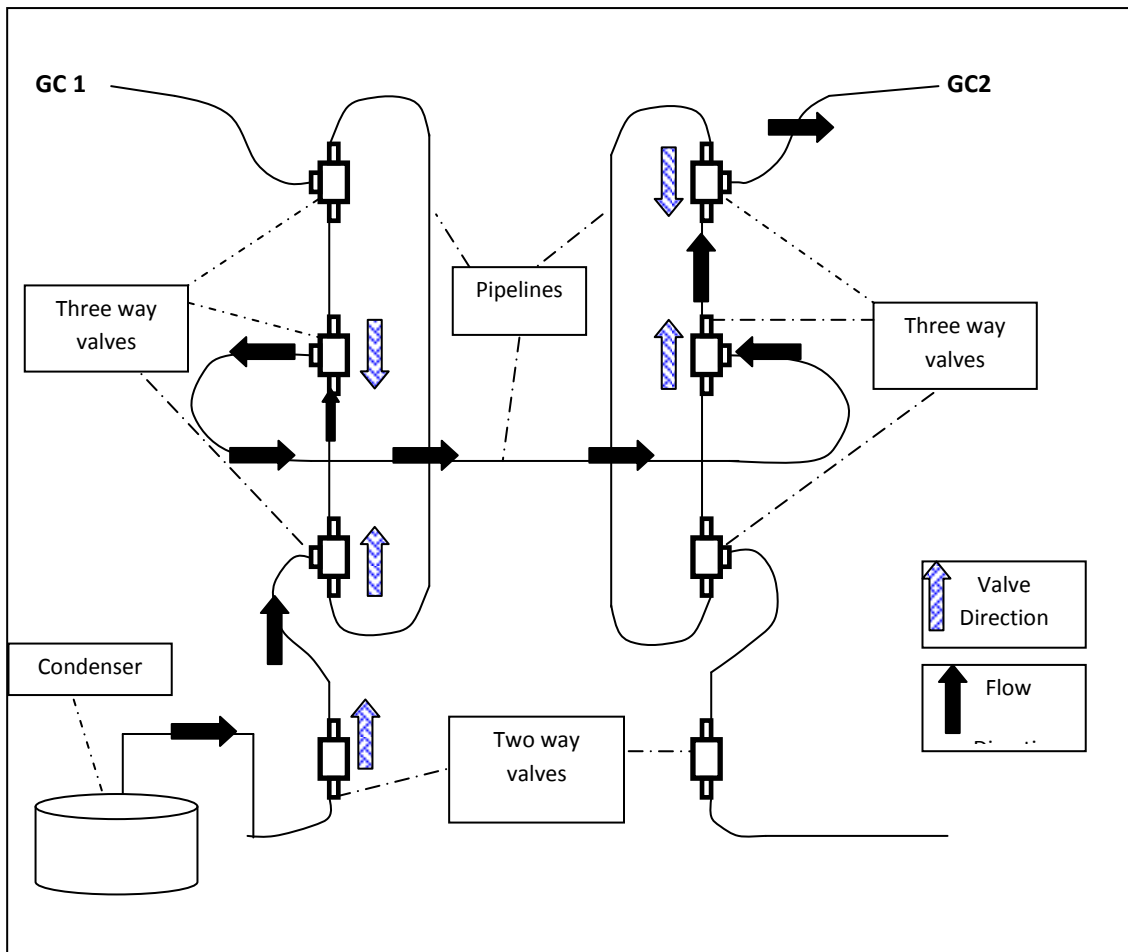 GC 1
GC2
Pipelines
Three way
valves
Three way
valves
Valve
Direction
Condenser
Flow
Two way
valves